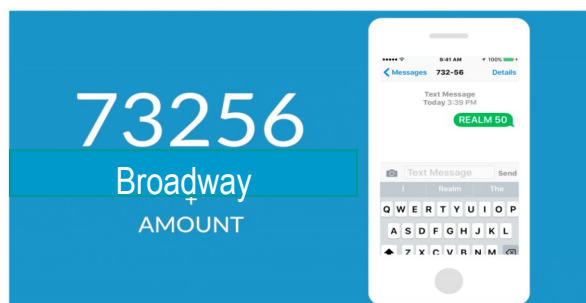 73256
Broadway
+
AMOUNT
9:41 AM
100%
Messages
732-56
Details
Text Message
Today 3:39 PM
REALM 50
Text Message
Send
I
Realm
The
Q W E R T Y U I O P
A S D F G H J K L
Z X C V B N M